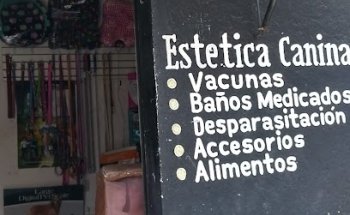 Estetica Canina
Vacunas
Baños Medicados
Desparasitación
Accesorios
Alimentos